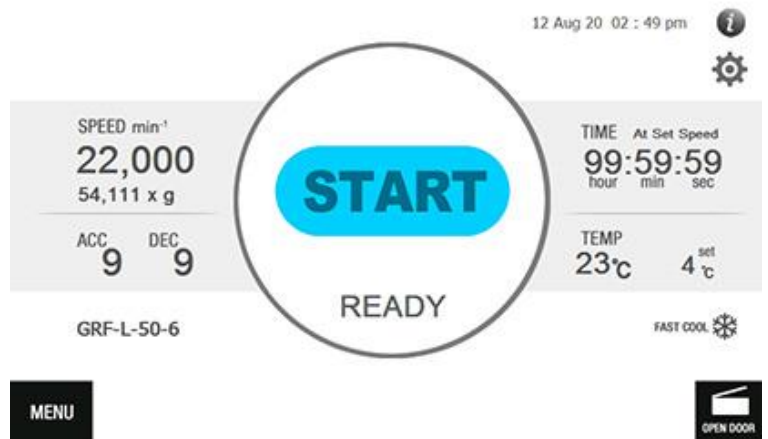 12 Aug 20 02 : 49 pm
i
SPEED min⁻¹
22,000
54,111 x g
ACC 9 DEC 9
GRF-L-50-6
START
READY
TIME At Set Speed
99:59:59
hour min sec
TEMP
23°C 4 set °C
FAST COOL
MENU
OPEN DOOR